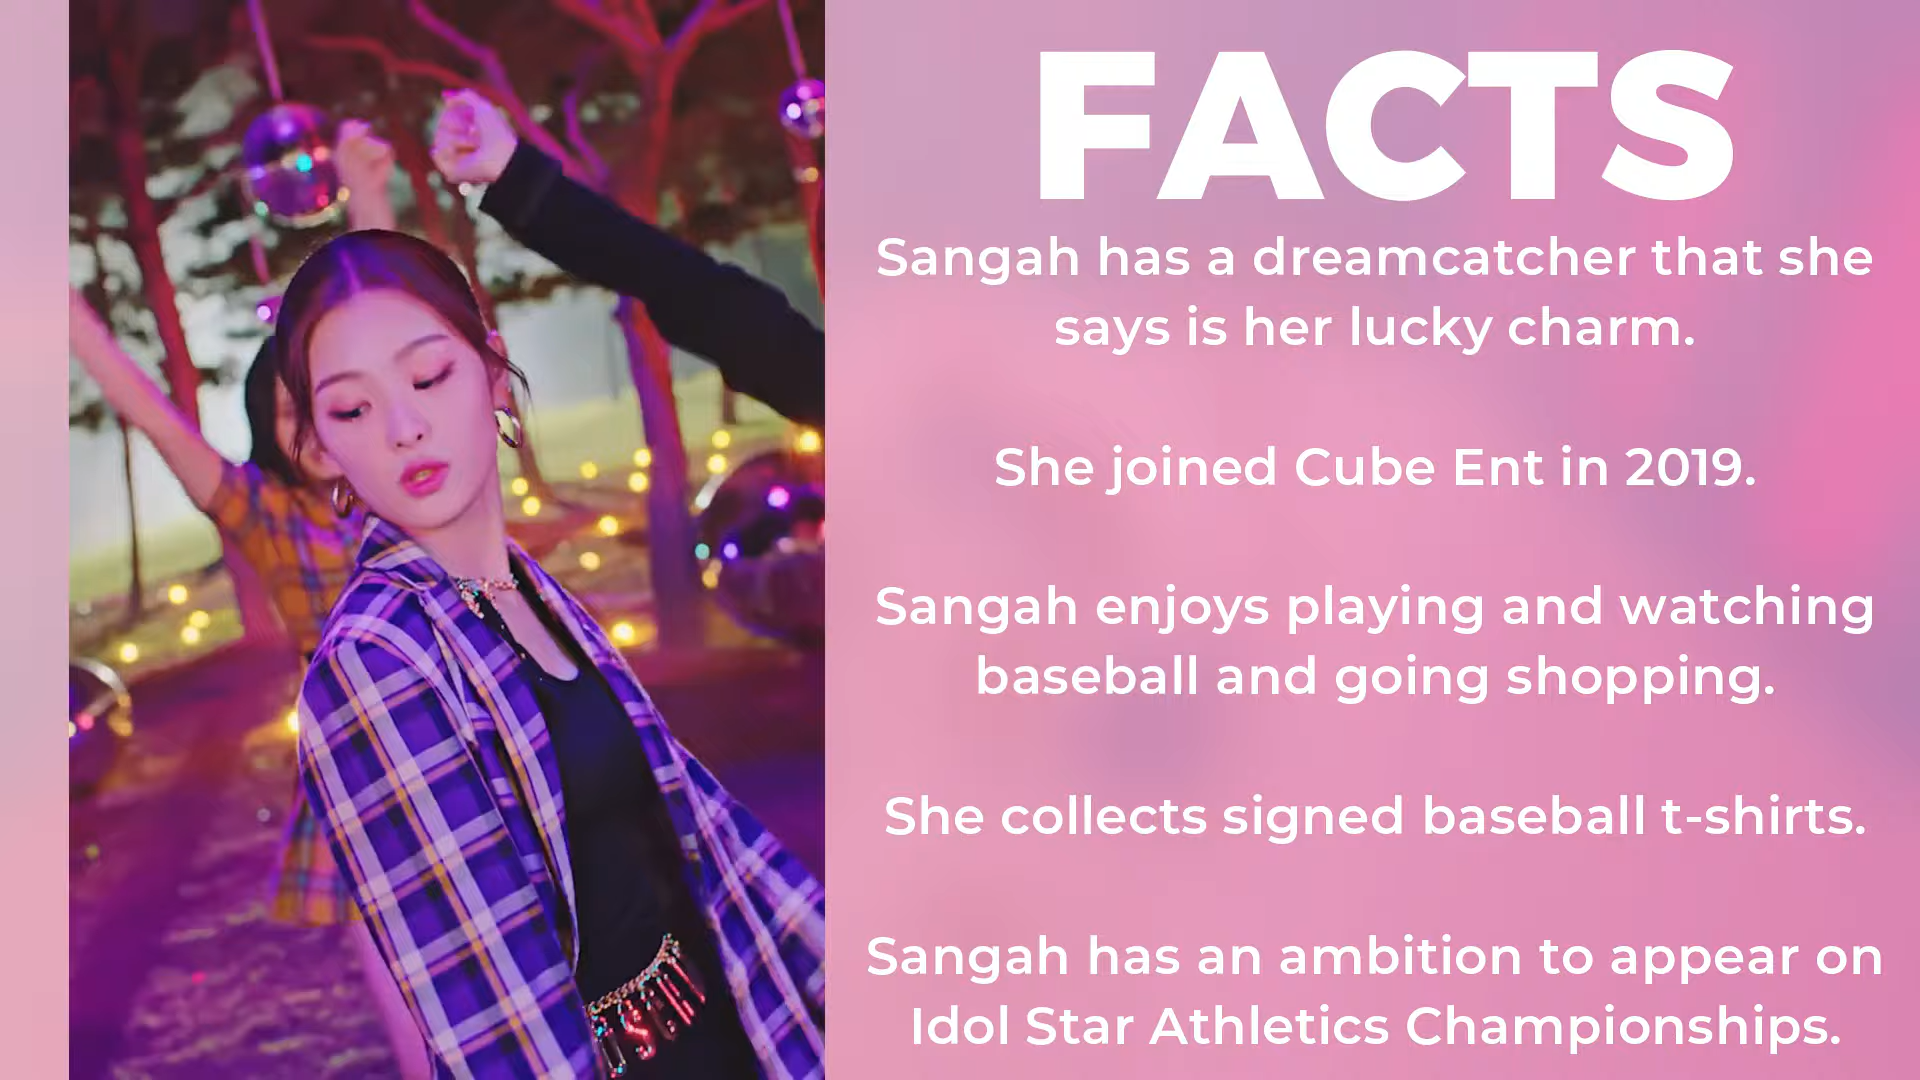 FACTS
Sangah has a dreamcatcher that she
says is her lucky charm.
She joined Cube Ent in 2019.
Sangah enjoys playing and watching
baseball and going shopping.
She collects signed baseball t-shirts.
Sangah has an ambition to appear on
Idol Star Athletics Championships.